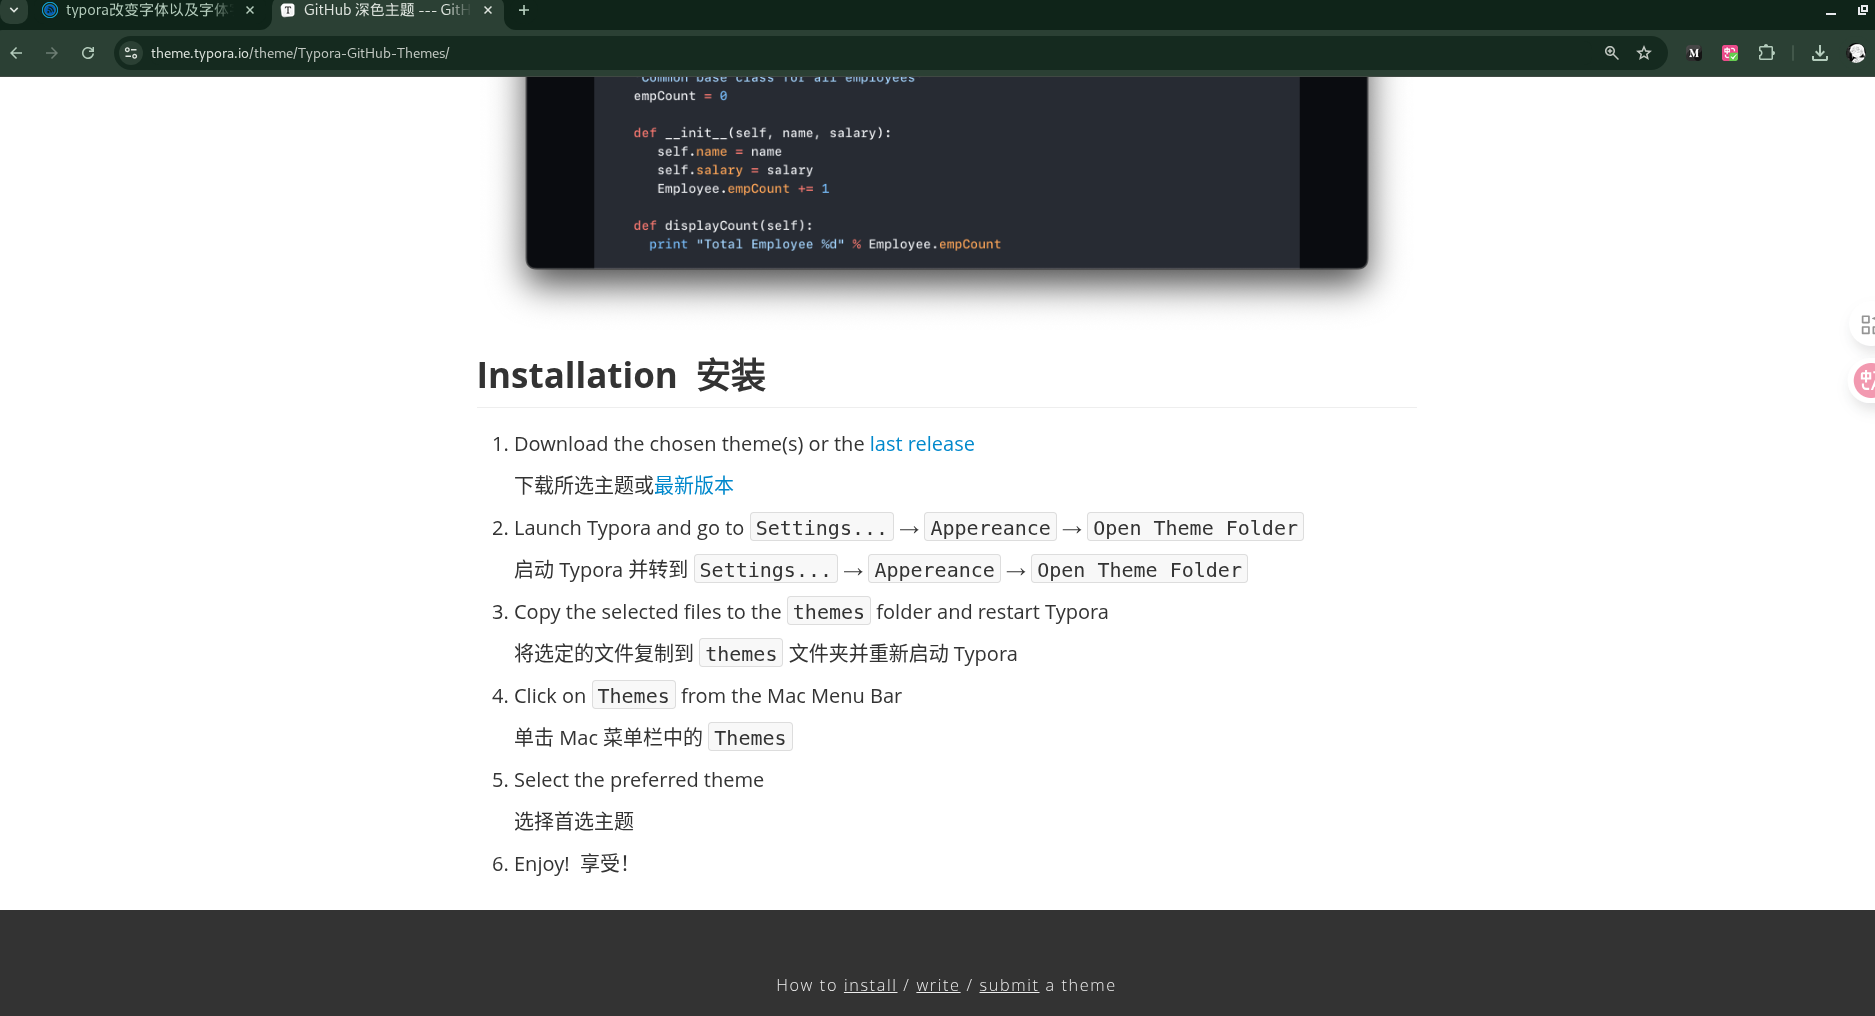 typora改变字体以及字体
GitHub 深色主题 --- GitH
theme.typora.io/theme/Typora-GitHub-Themes/
'Common base class for all employees
empCount = 0
def __init__(self, name, salary):
self.name = name
self.salary = salary
Employee.empCount += 1
def displayCount(self):
print "Total Employee %d" % Employee.empCount
Installation 安装
1. Download the chosen theme(s) or the last release
下载所选主题或最新版本
2. Launch Typora and go to Settings... → Appereance → Open Theme Folder
启动 Typora 并转到 Settings... → Appereance → Open Theme Folder
3. Copy the selected files to the themes folder and restart Typora
将选定的文件复制到 themes 文件夹并重新启动 Typora
4. Click on Themes from the Mac Menu Bar
单击 Mac 菜单栏中的 Themes
5. Select the preferred theme
选择首选主题
6. Enjoy! 享受！
How to install / write / submit a theme